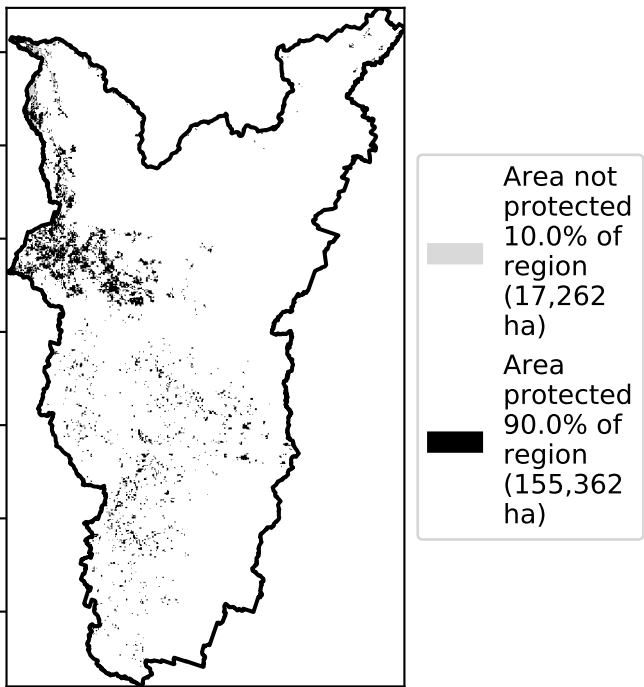 Area not
protected
10.0% of
region
(17,262
ha)
Area
protected
90.0% of
region
(155,362
ha)